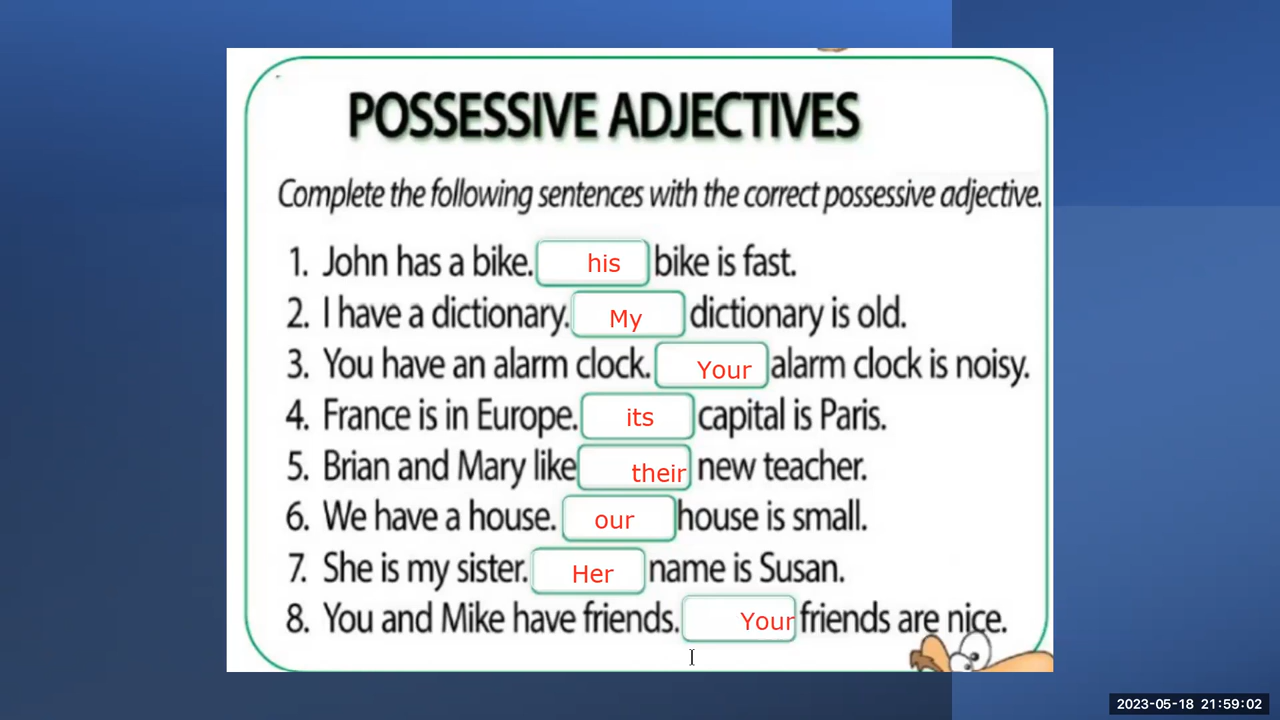 POSSESSIVE ADJECTIVES
Complete the following sentences with the correct possessive adjective.
1. John has a bike. his bike is fast.
2. I have a dictionary. My dictionary is old.
3. You have an alarm clock. Your alarm clock is noisy.
4. France is in Europe. its capital is Paris.
5. Brian and Mary like their new teacher.
6. We have a house. our house is small.
7. She is my sister. Her name is Susan.
8. You and Mike have friends. Your friends are nice.
2023-05-18 21:59:02